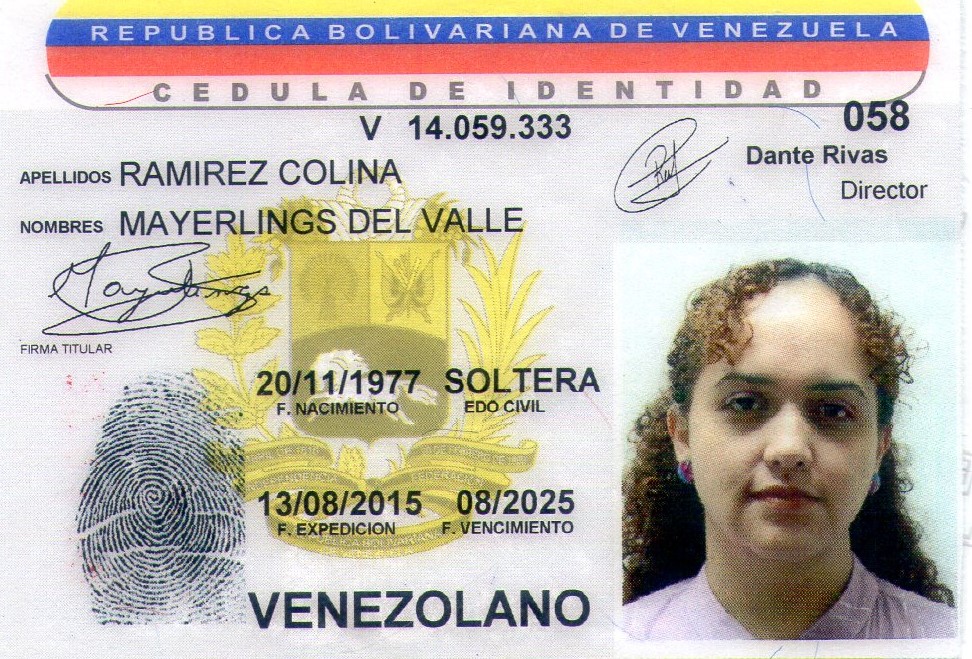 REPUBLICA BOLIVARIANA DE VENEZUELA
CEDULA DE IDENTIDAD
V 14.059.333
058
APELLIDOS RAMIREZ COLINA
Dante Rivas
Director
NOMBRES MAYERLINGS DEL VALLE
Mayerlings
FIRMA TITULAR
20/11/1977 SOLTERA
F. NACIMIENTO EDO CIVIL
13/08/2015 08/2025
F. EXPEDICION F. VENCIMIENTO
VENEZOLANO